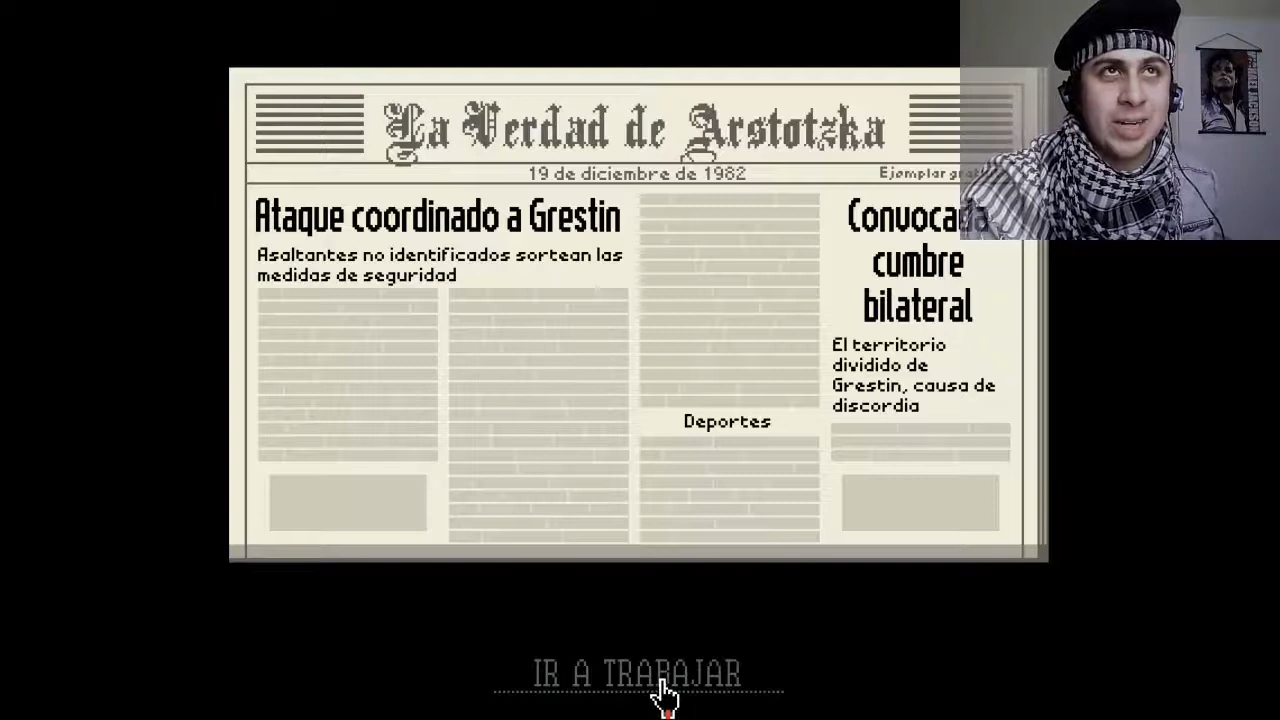 La Verdad de Arstotzka
19 de diciembre de 1982
Ejemplar
Ataque coordinado a Grestin
Asaltantes no identificados sortean las
medidas de seguridad
Deportes
Convocada
cumbre
bilateral
El territorio
dividido de
Grestin, causa de
discordia
IR A TRABAJAR